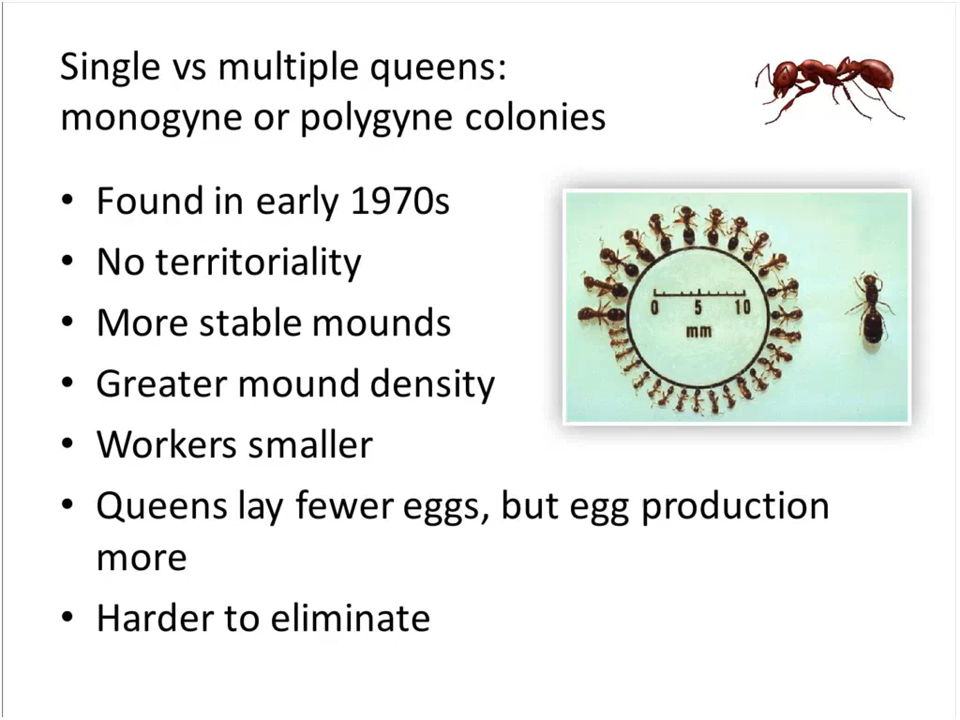 Single vs multiple queens:
monogyne or polygyne colonies
• Found in early 1970s
• No territoriality
• More stable mounds
• Greater mound density
• Workers smaller
• Queens lay fewer eggs, but egg production
more
• Harder to eliminate
0 5 10
mm